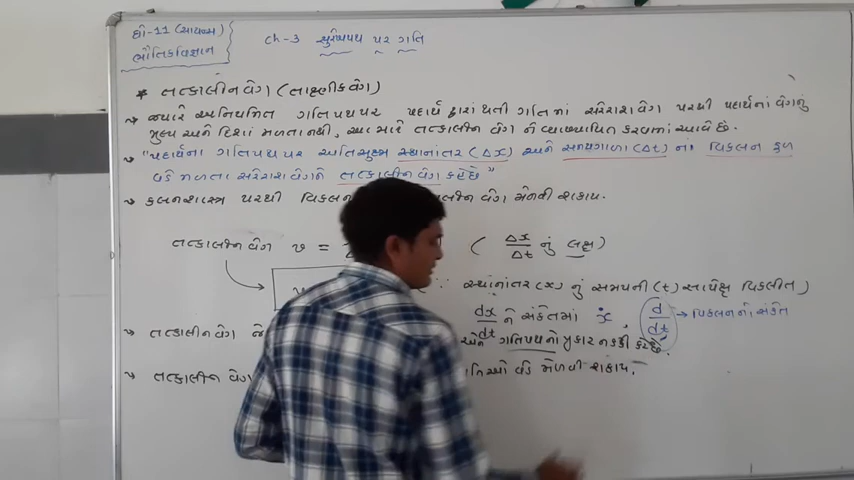 ધો-11 (સાયન્સ)
ભૌતિકવિજ્ઞાન
ch-3 સુરેખપથ પર ગતિ
* તત્કાલીન વેગ (તાક્ષ્ણીક વેગ)
→ જ્યારે અનિયમિત ગતિપથ પર પદાર્થ દ્વારા થતી ગતિ માં સરેરાશ વેગ પરથી પદાર્થનાં વેગનું
મુલ્ય અને દિશા મળતા નથી, આ માટે તત્કાલીન વેગ ને વ્યાખ્યાયિત કરવામાં આવે છે.
→ "પદાર્થના ગતિપથ પર અતિસુક્ષ્મ સ્થાનાંતર (Δx) અને સમયગાળા (Δt) નાં વિકલન ફળ
વડે મળતા સરેરાશ વેગને તત્કાલીન વેગ કહે છે"
→ કલનશાસ્ત્ર પરથી વિકલન વેગ મેળવી શકાય.
તત્કાલીન વેગ v = ( Δx/Δt નું લક્ષ )
∵ સ્થાનાંતર (x) નું સમયની (t) સાપેક્ષ વિકલીત )
dx/dt ને સંકેતમાં ẋ , d/dt → વિકલનનો સંકેત
→ તત્કાલીન વેગ અને ગતિપથનો પ્રકાર નક્કી કરે છે.
→ તત્કાલીન વેગ વડે મેળવી શકાય.